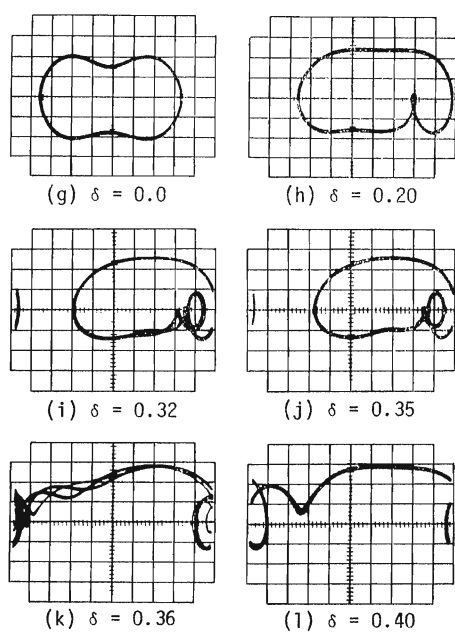 (g) δ = 0.0
(h) δ = 0.20
(i) δ = 0.32
(j) δ = 0.35
(k) δ = 0.36
(l) δ = 0.40